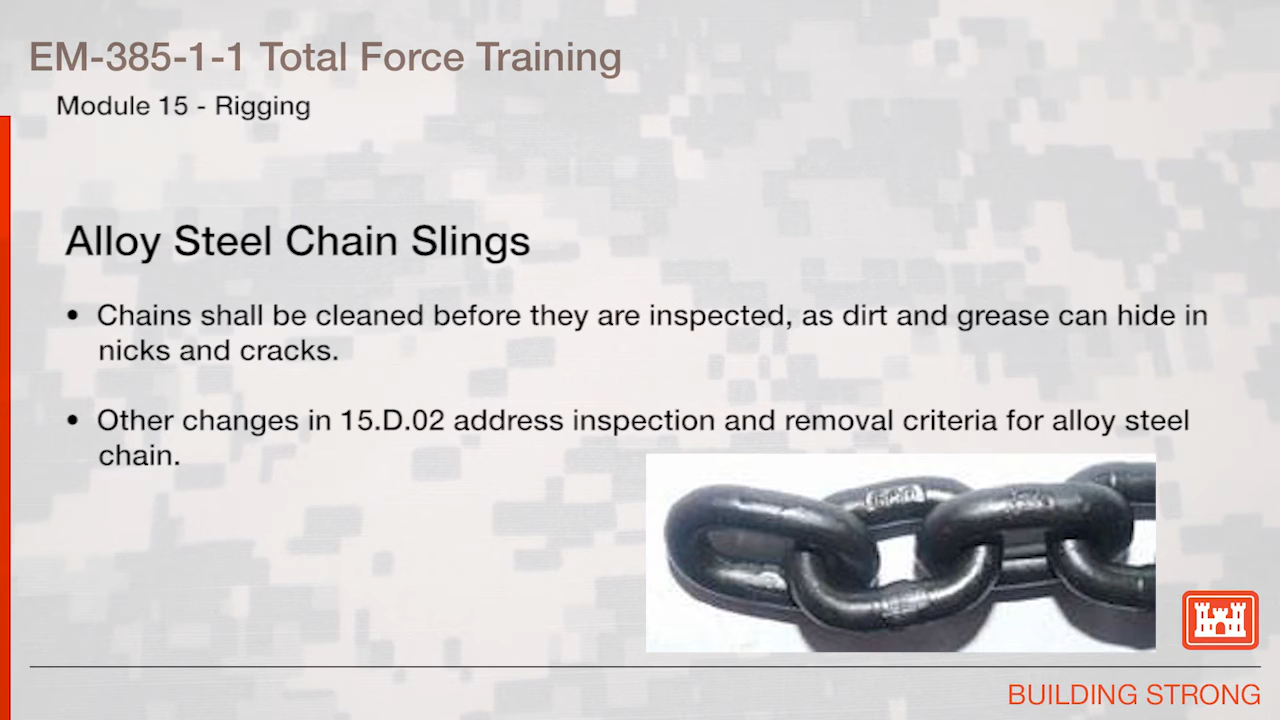 EM-385-1-1 Total Force Training
Module 15 - Rigging
Alloy Steel Chain Slings
• Chains shall be cleaned before they are inspected, as dirt and grease can hide in
nicks and cracks.
• Other changes in 15.D.02 address inspection and removal criteria for alloy steel
chain.
BUILDING STRONG